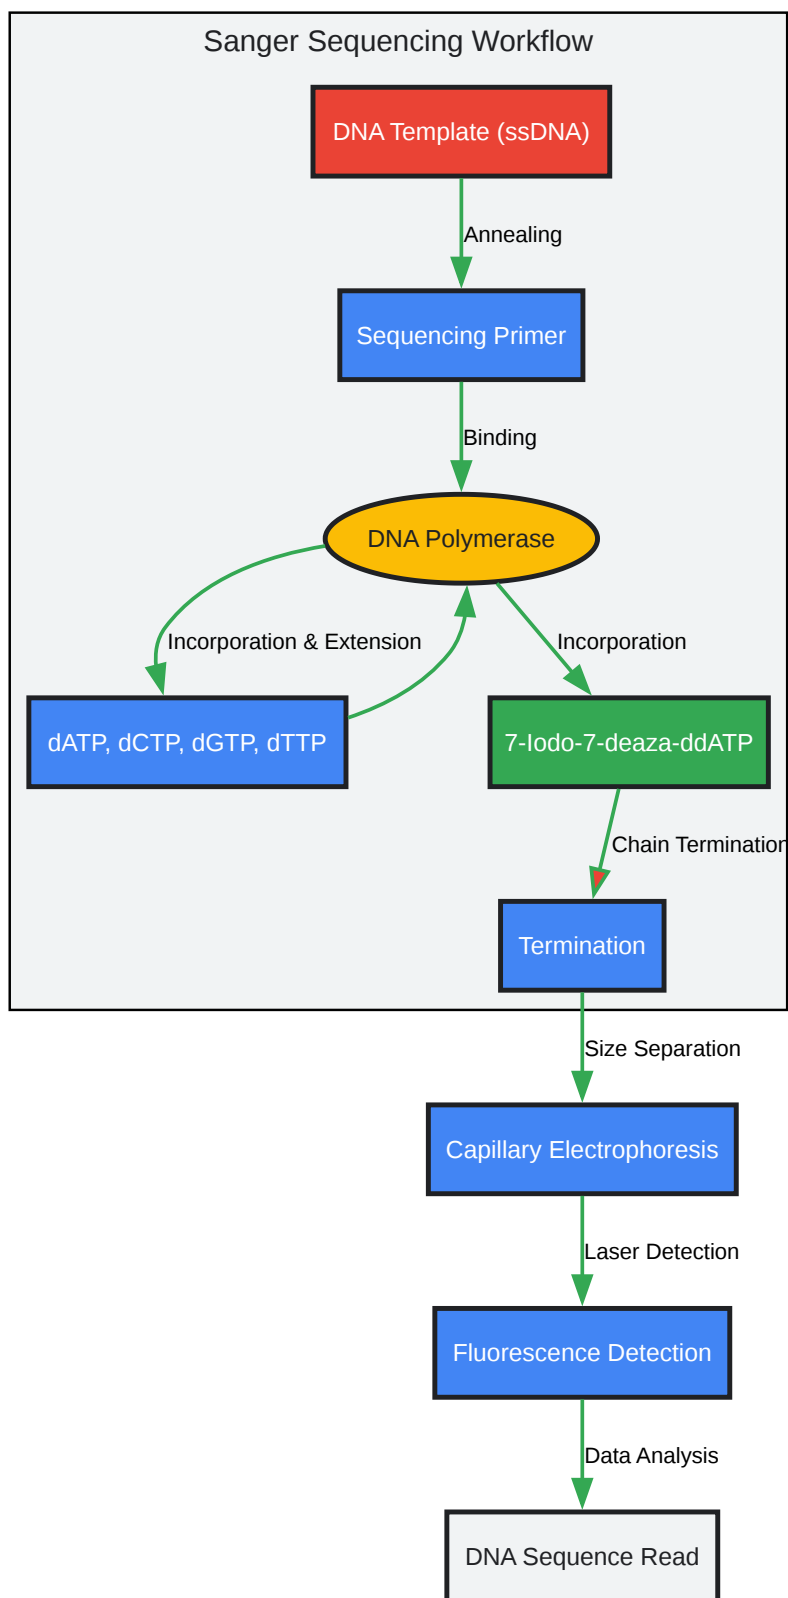 Sanger Sequencing Workflow
DNA Template (ssDNA)
Annealing
Sequencing Primer
Binding
DNA Polymerase
Incorporation & Extension
Incorporation
dATP, dCTP, dGTP, dTTP
7-Iodo-7-deaza-ddATP
Chain Termination
Termination
Size Separation
Capillary Electrophoresis
Laser Detection
Fluorescence Detection
Data Analysis
DNA Sequence Read